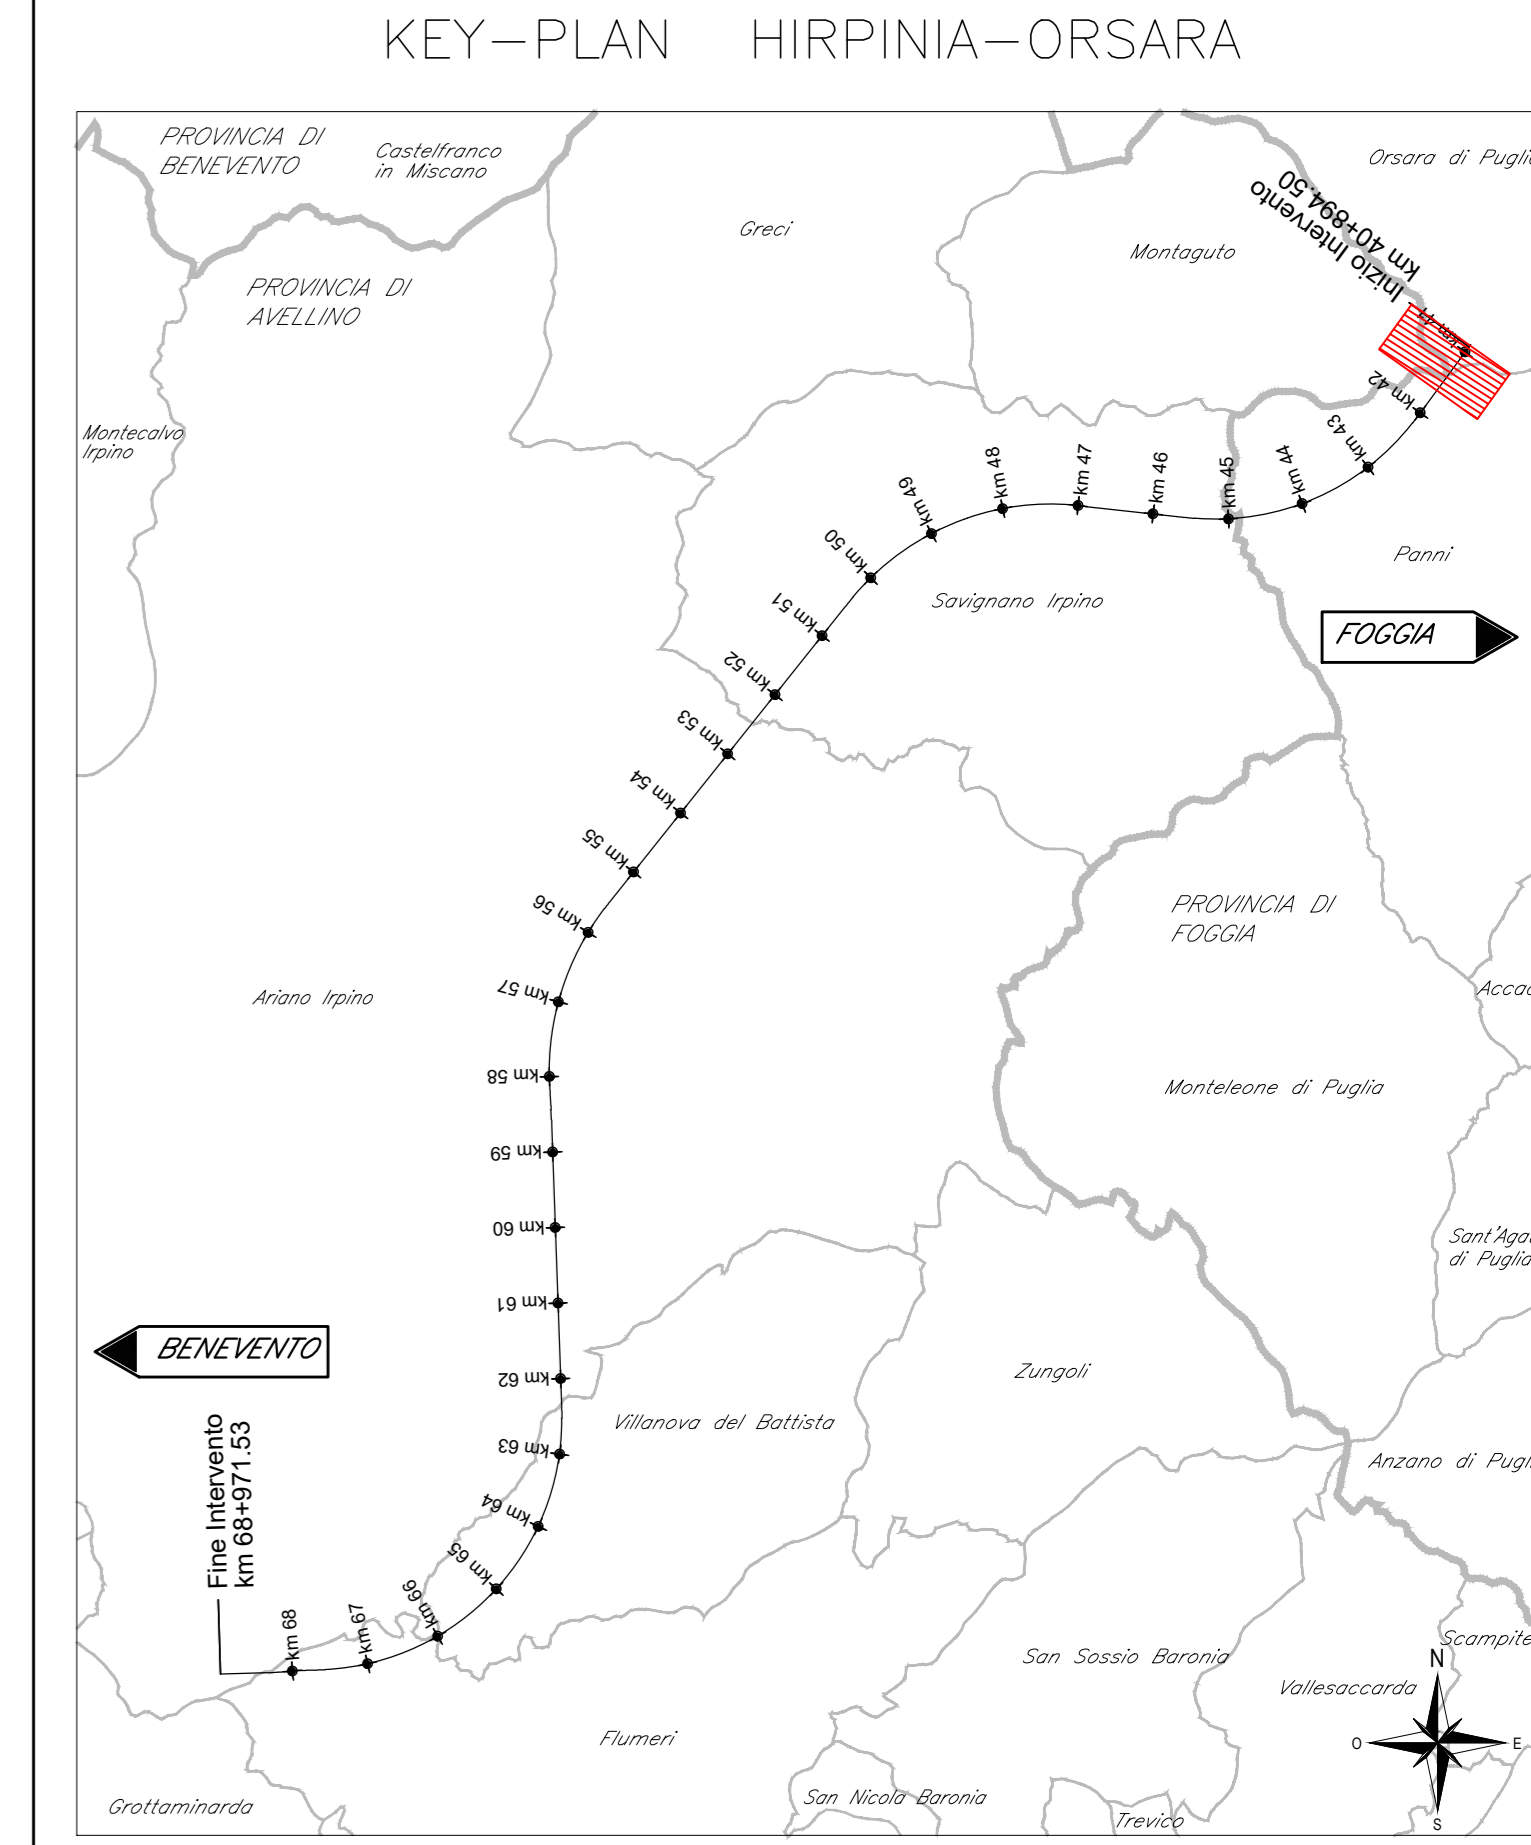 KEY-PLAN HIRPINIA-ORSARA
PROVINCIA DI
BENEVENTO
Castelfranco
in Miscano
Orsara di Puglia
Greci
Montaguto
Inizio Intervento
km 40+894.50
PROVINCIA DI
AVELLINO
km 41
km 42
Montecalvo
Irpino
km 43
km 44
km 45
km 46
km 47
km 48
km 49
km 50
Panni
Savignano Irpino
FOGGIA
km 51
km 52
km 53
km 54
km 55
km 56
PROVINCIA DI
FOGGIA
Ariano Irpino
km 57
Accad
km 58
Monteleone di Puglia
km 59
km 60
Sant'Aga
di Puglia
km 61
BENEVENTO
km 62
Zungoli
Villanova del Battista
km 63
Anzano di Pugl
Fine Intervento
km 68+971.53
km 64
km 65
km 66
km 67
km 68
Scampite
San Sossio Baronia
N
Vallesaccarda
Flumeri
O
E
San Nicola Baronia
Grottaminarda
Trevico
S